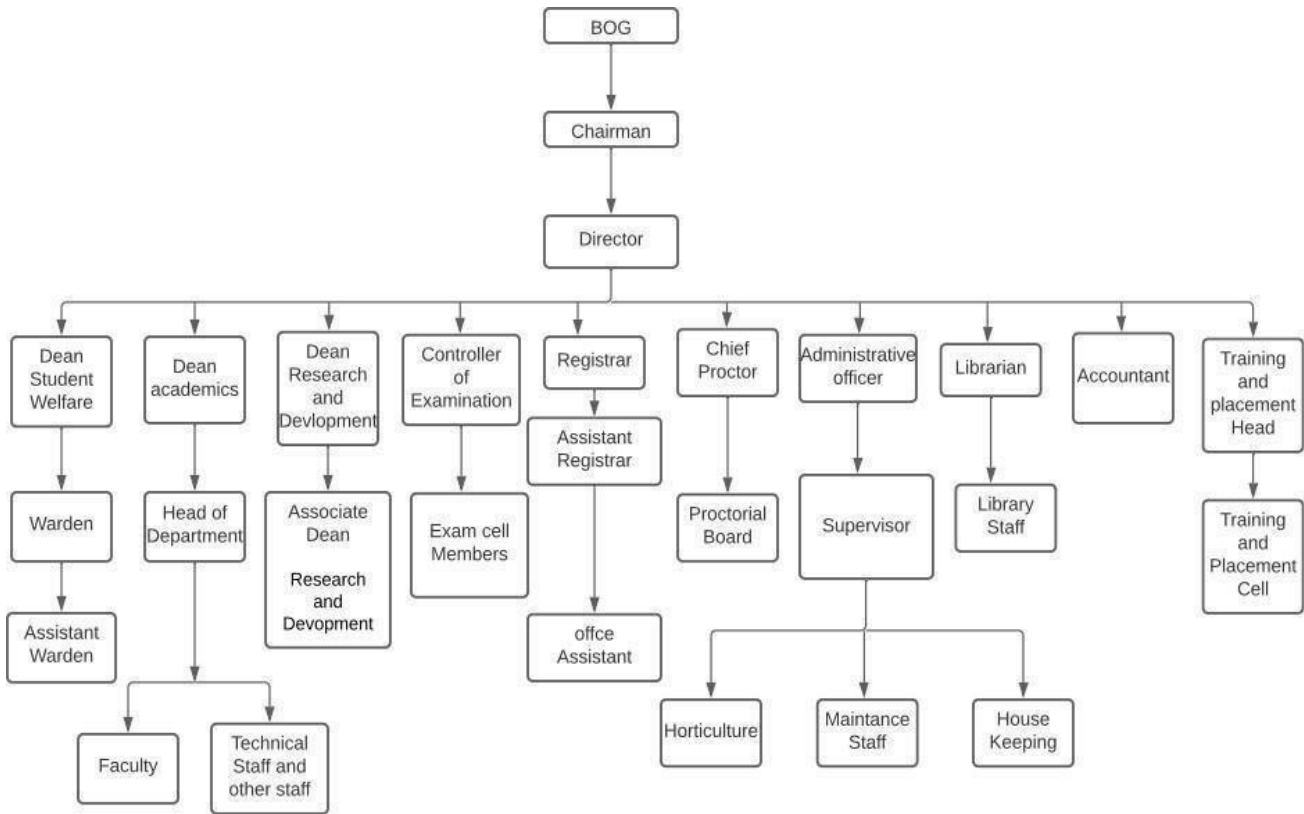 BOG
Chairman
Director
Dean
Student
Welfare
Dean
academics
Dean
Research
and
Devlopment
Controller
of
Examination
Registrar
Chief
Proctor
Administrative
officer
Librarian
Accountant
Training
and
placement
Head
Assistant
Registrar
Warden
Head of
Department
Associate
Dean
Research
and
Devopment
Exam cell
Members
Proctorial
Board
Supervisor
Library
Staff
Training
and
Placement
Cell
Assistant
Warden
offce
Assistant
Faculty
Technical
Staff and
other staff
Horticulture
Maintance
Staff
House
Keeping